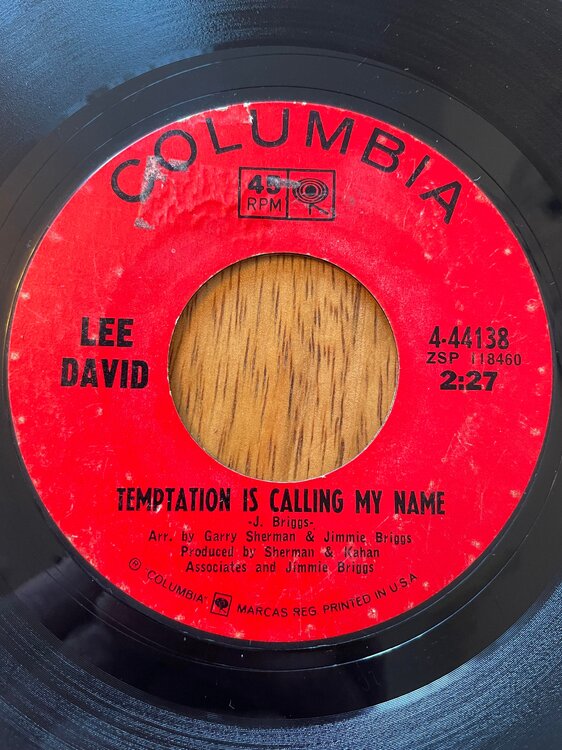 COLUMBIA
45
RPM
LEE
DAVID
4-44138
ZSP 118460
2:27
TEMPTATION IS CALLING MY NAME
-J. Briggs-
Arr. by Garry Sherman & Jimmie Briggs
Produced by Sherman & Kahan
Associates and Jimmie Briggs
® "COLUMBIA" MARCAS REG. PRINTED IN U.S.A.